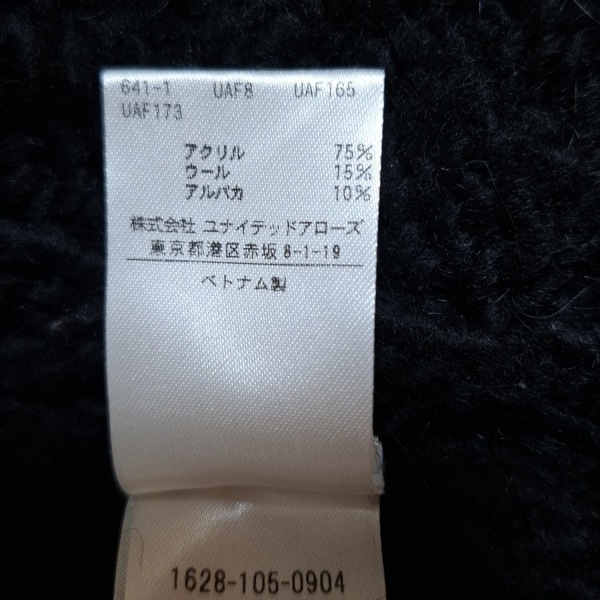 641-1 UAF8 UAF165
UAF173
アクリル 75%
ウール 15%
アルパカ 10%
株式会社 ユナイテッドアローズ
東京都港区赤坂 8-1-19
ベトナム製
1628-105-0904